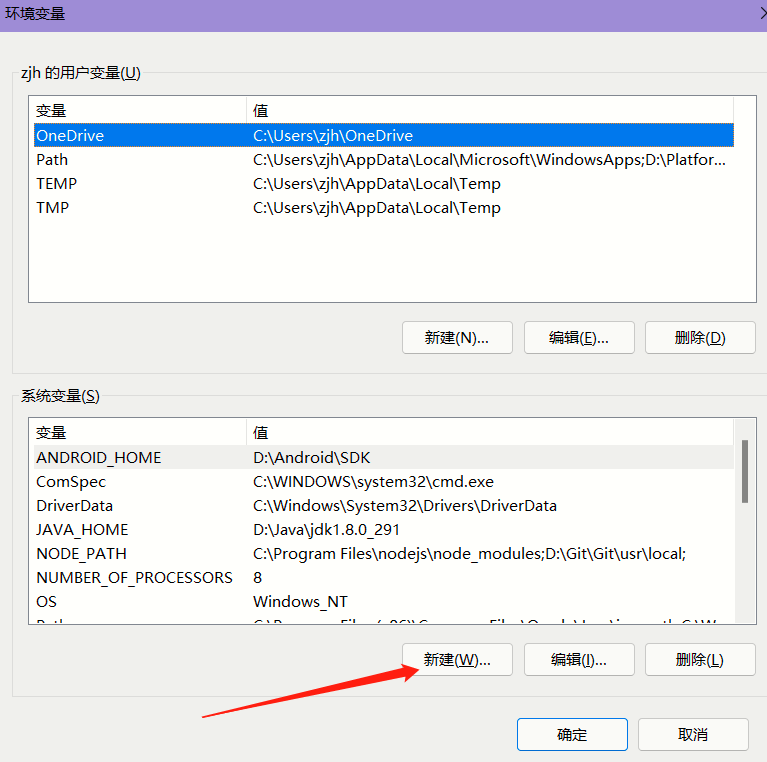 环境变量
zjh 的用户变量(U)
变量 值
OneDrive C:\Users\zjh\OneDrive
Path C:\Users\zjh\AppData\Local\Microsoft\WindowsApps;D:\Platfor...
TEMP C:\Users\zjh\AppData\Local\Temp
TMP C:\Users\zjh\AppData\Local\Temp
新建(N)... 编辑(E)... 删除(D)
系统变量(S)
变量 值
ANDROID_HOME D:\Android\SDK
ComSpec C:\WINDOWS\system32\cmd.exe
DriverData C:\Windows\System32\Drivers\DriverData
JAVA_HOME D:\Java\jdk1.8.0_291
NODE_PATH C:\Program Files\nodejs\node_modules;D:\Git\Git\usr\local;
NUMBER_OF_PROCESSORS 8
OS Windows_NT
新建(W)... 编辑(I)... 删除(L)
确定 取消